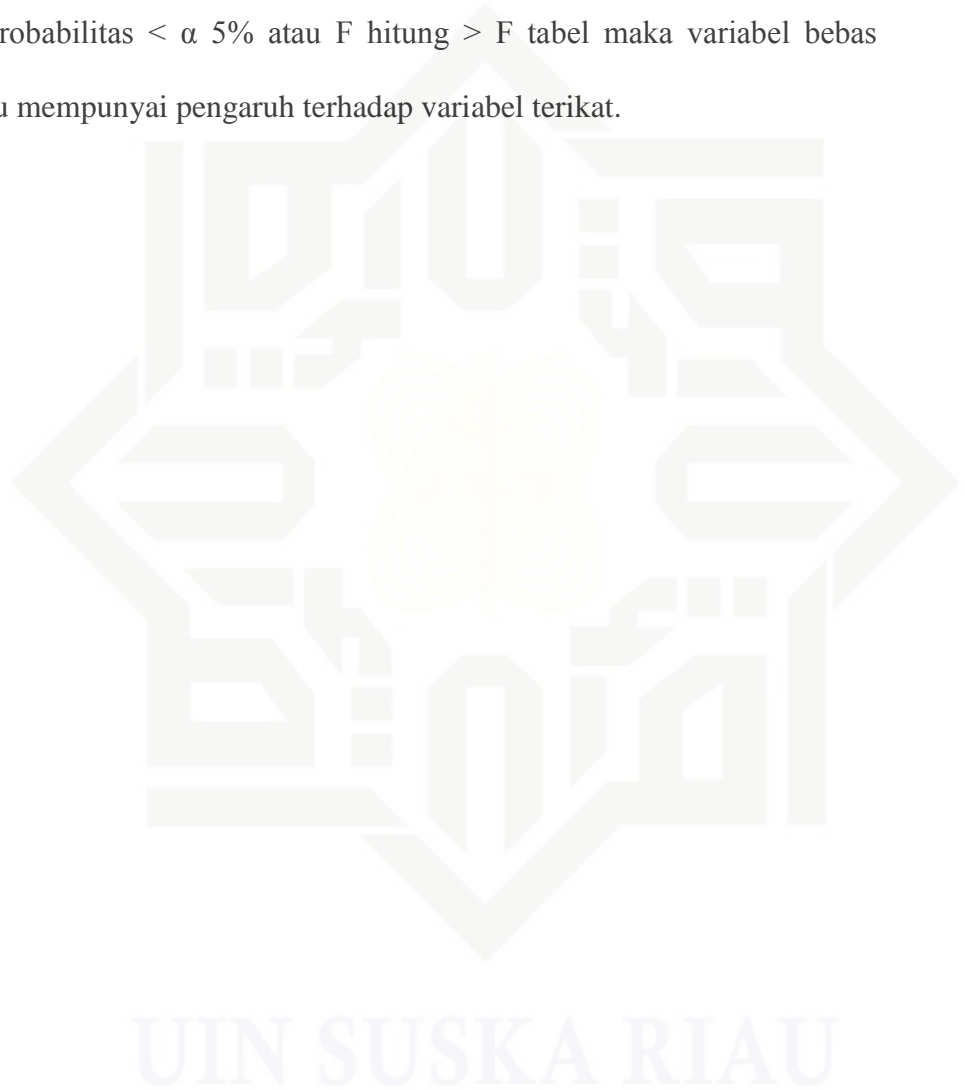 robabilitas < α 5% atau F hitung > F tabel maka variabel bebas
u mempunyai pengaruh terhadap variabel terikat.
UIN SUSKA RIAU